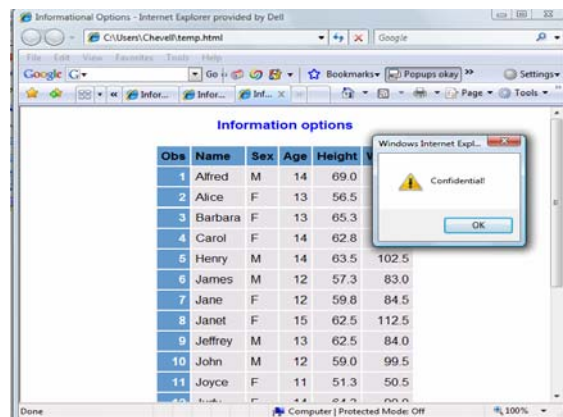 Informational Options - Internet Explorer provided by Dell
C:\Users\Chevell\temp.html
Google
File Edit View Favorites Tools Help
Google G Go Bookmarks Popups okay >> Settings
« Infor... Infor... Inf... X Page Tools »
Information options
Windows Internet Expl...
Confidential!
OK
Obs Name Sex Age Height
1 Alfred M 14 69.0
2 Alice F 13 56.5
3 Barbara F 13 65.3
4 Carol F 14 62.8
5 Henry M 14 63.5 102.5
6 James M 12 57.3 83.0
7 Jane F 12 59.8 84.5
8 Janet F 15 62.5 112.5
9 Jeffrey M 13 62.5 84.0
10 John M 12 59.0 99.5
11 Joyce F 11 51.3 50.5
Done Computer | Protected Mode: Off 100%